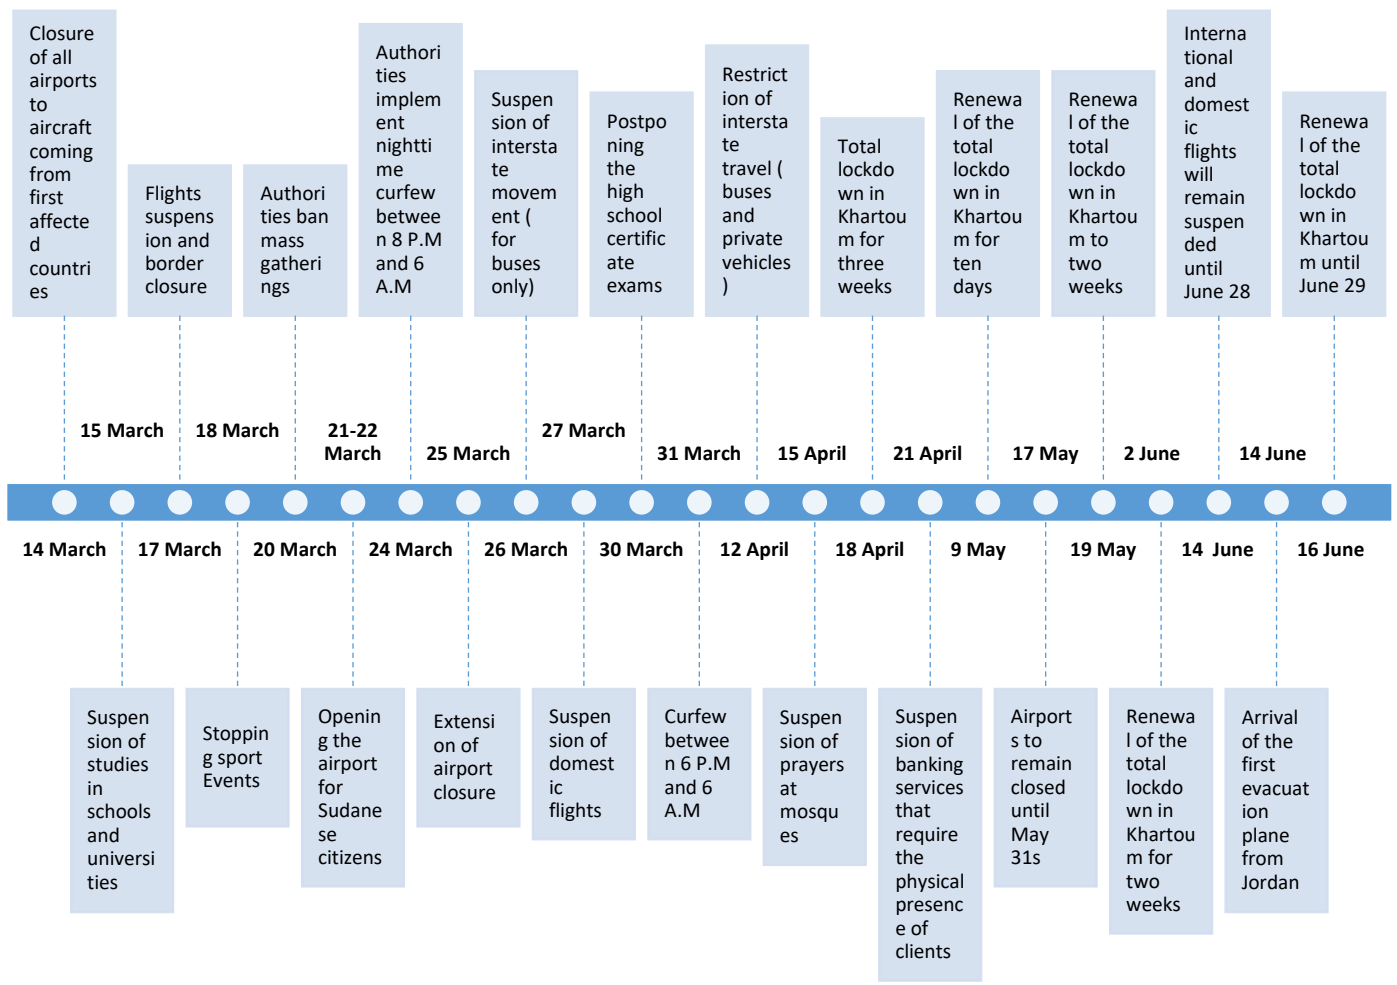 Closure
of all
airports
to
aircraft
coming
from
first
affecte
d
countri
es
Flights
suspens
ion and
border
closure
Authori
ties ban
mass
gatheri
ngs
Authori
ties
implem
ent
nightti
me
curfew
betwee
n 8 P.M
and 6
A.M
Suspen
sion of
intersta
te
movem
ent (
for
buses
only)
Postpo
ning
the
high
school
certific
ate
exams
Restrict
ion of
intersta
te
travel (
buses
and
private
vehicles
)
Total
lockdo
wn in
Khartou
m for
three
weeks
Renewa
l of the
total
lockdo
wn in
Khartou
m for
ten
days
Renewa
l of the
total
lockdo
wn in
Khartou
m to
two
weeks
Interna
tional
and
domest
ic
flights
will
remain
suspen
ded
until
June 28
Renewa
l of the
total
lockdo
wn in
Khartou
m until
June 29
15 March
18 March
21-22
March
25 March
27 March
31 March
15 April
21 April
17 May
2 June
14 June
14 March
17 March
20 March
24 March
26 March
30 March
12 April
18 April
9 May
19 May
14 June
16 June
Suspen
sion of
studies
in
schools
and
universi
ties
Stoppin
g sport
Events
Openin
g the
airport
for
Sudane
se
citizens
Extensi
on of
airport
closure
Suspen
sion of
domest
ic
flights
Curfew
betwee
n 6 P.M
and 6
A.M
Suspen
sion of
prayers
at
mosqu
es
Suspen
sion of
banking
services
that
require
the
physical
presenc
e of
clients
Airport
s to
remain
closed
until
May
31s
Renewa
l of the
total
lockdo
wn in
Khartou
m for
two
weeks
Arrival
of the
first
evacuat
ion
plane
from
Jordan